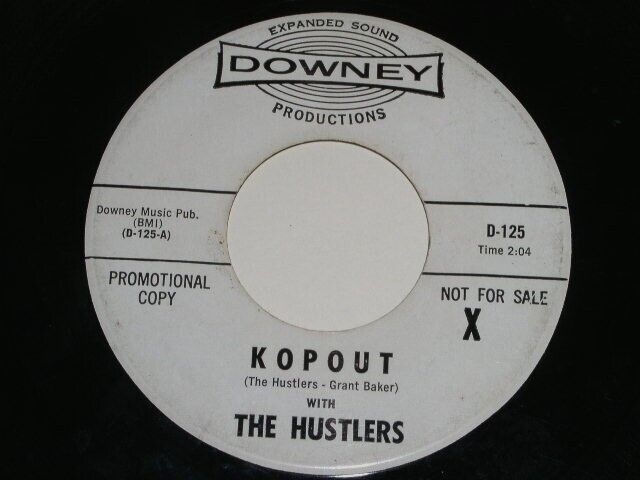 EXPANDED SOUND
DOWNEY
PRODUCTIONS
Downey Music Pub.
(BMI)
(D-125-A)
D-125
Time 2:04
PROMOTIONAL
COPY
NOT FOR SALE
X
KOPOUT
(The Hustlers - Grant Baker)
WITH
THE HUSTLERS